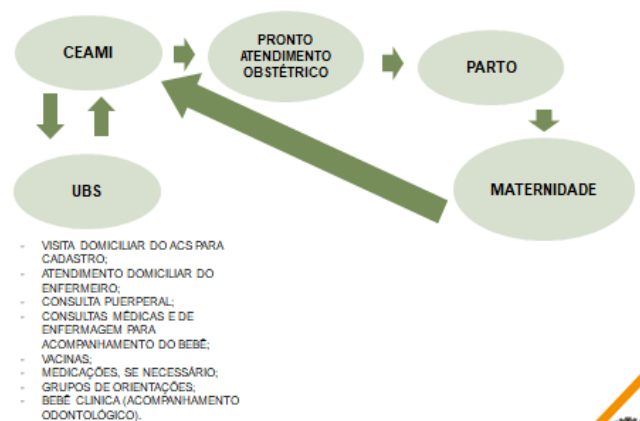 CEAMI
PRONTO
ATENDIMENTO
OBSTÉTRICO
PARTO
UBS
MATERNIDADE
- VISITA DOMICILIAR DO ACS PARA
CADASTRO;
- ATENDIMENTO DOMICILIAR DO
ENFERMEIRO;
- CONSULTA PUERPERAL;
- CONSULTAS MÉDICAS E DE
ENFERMAGEM PARA
ACOMPANHAMENTO DO BEBÊ;
- VACINAS;
- MEDICAÇÕES, SE NECESSÁRIO;
- GRUPOS DE ORIENTAÇÕES;
- BEBÊ CLINICA (ACOMPANHAMENTO
ODONTOLÓGICO).